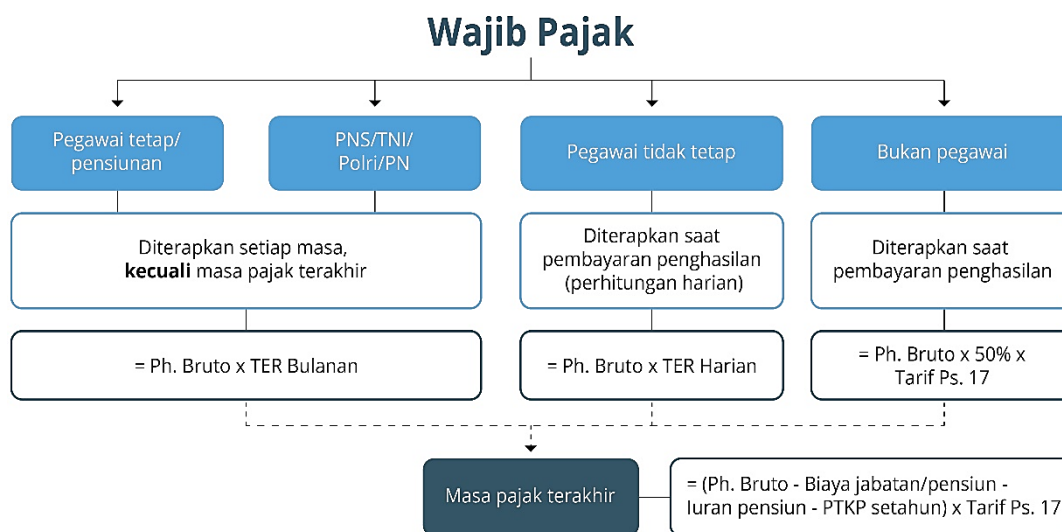 Wajib Pajak
Pegawai tetap/
pensiunan
PNS/TNI/
Polri/PN
Pegawai tidak tetap
Bukan pegawai
Diterapkan setiap masa,
kecuali masa pajak terakhir
Diterapkan saat
pembayaran penghasilan
(perhitungan harian)
Diterapkan saat
pembayaran penghasilan
= Ph. Bruto x TER Bulanan
= Ph. Bruto x TER Harian
= Ph. Bruto x 50% x
Tarif Ps. 17
Masa pajak terakhir
= (Ph. Bruto - Biaya jabatan/pensiun -
Iuran pensiun - PTKP setahun) x Tarif Ps. 17